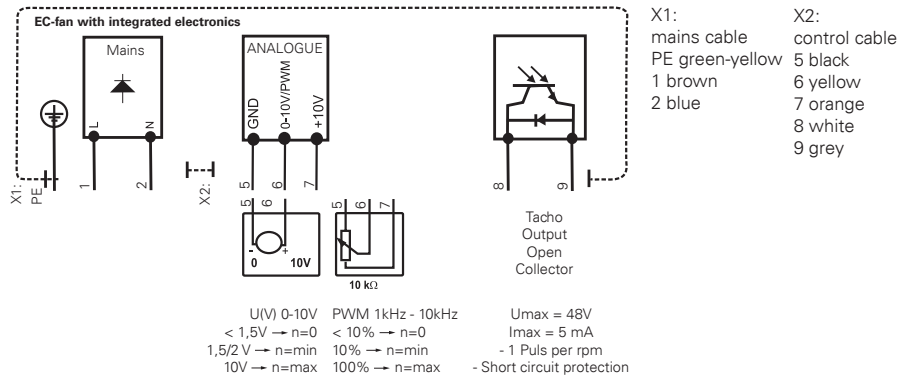 EC-fan with integrated electronics
Mains
L
N
ANALOGUE
GND
0-10V/PWM
+10V
X1:
PE
1
2
X2:
5
6
7
8
9
5
6
- +
0 10V
5
6
7
10 kΩ
Tacho
Output
Open
Collector
U(V) 0-10V
< 1,5V → n=0
1,5/2 V → n=min
10V → n=max
PWM 1kHz - 10kHz
< 10% → n=0
10% → n=min
100% → n=max
Umax = 48V
Imax = 5 mA
- 1 Puls per rpm
- Short circuit protection
X1:
mains cable
PE green-yellow
1 brown
2 blue
X2:
control cable
5 black
6 yellow
7 orange
8 white
9 grey